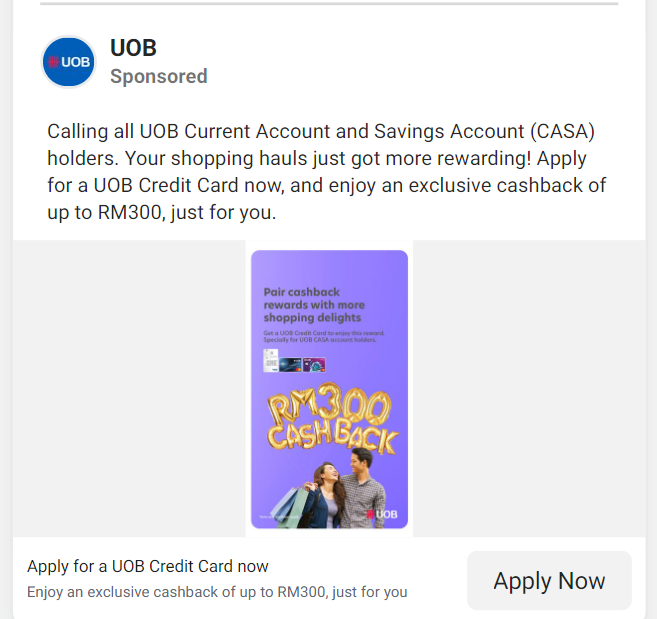 UOB
UOB
Sponsored
Calling all UOB Current Account and Savings Account (CASA)
holders. Your shopping hauls just got more rewarding! Apply
for a UOB Credit Card now, and enjoy an exclusive cashback of
up to RM300, just for you.
Pair cashback
rewards with more
shopping delights
Get a UOB Credit Card to enjoy this reward.
Specially for UOB CASA account holders.
RM300
CASHBACK
UOB
Apply for a UOB Credit Card now
Enjoy an exclusive cashback of up to RM300, just for you
Apply Now